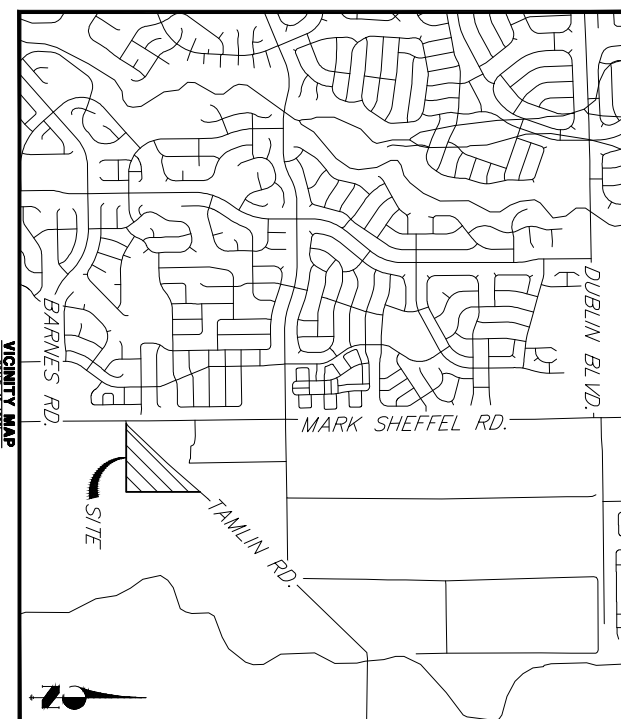 DUBLIN BLVD.
BARNES RD.
MARK SHEFFEL RD.
TAMLIN RD.
SITE
VICINITY MAP
N